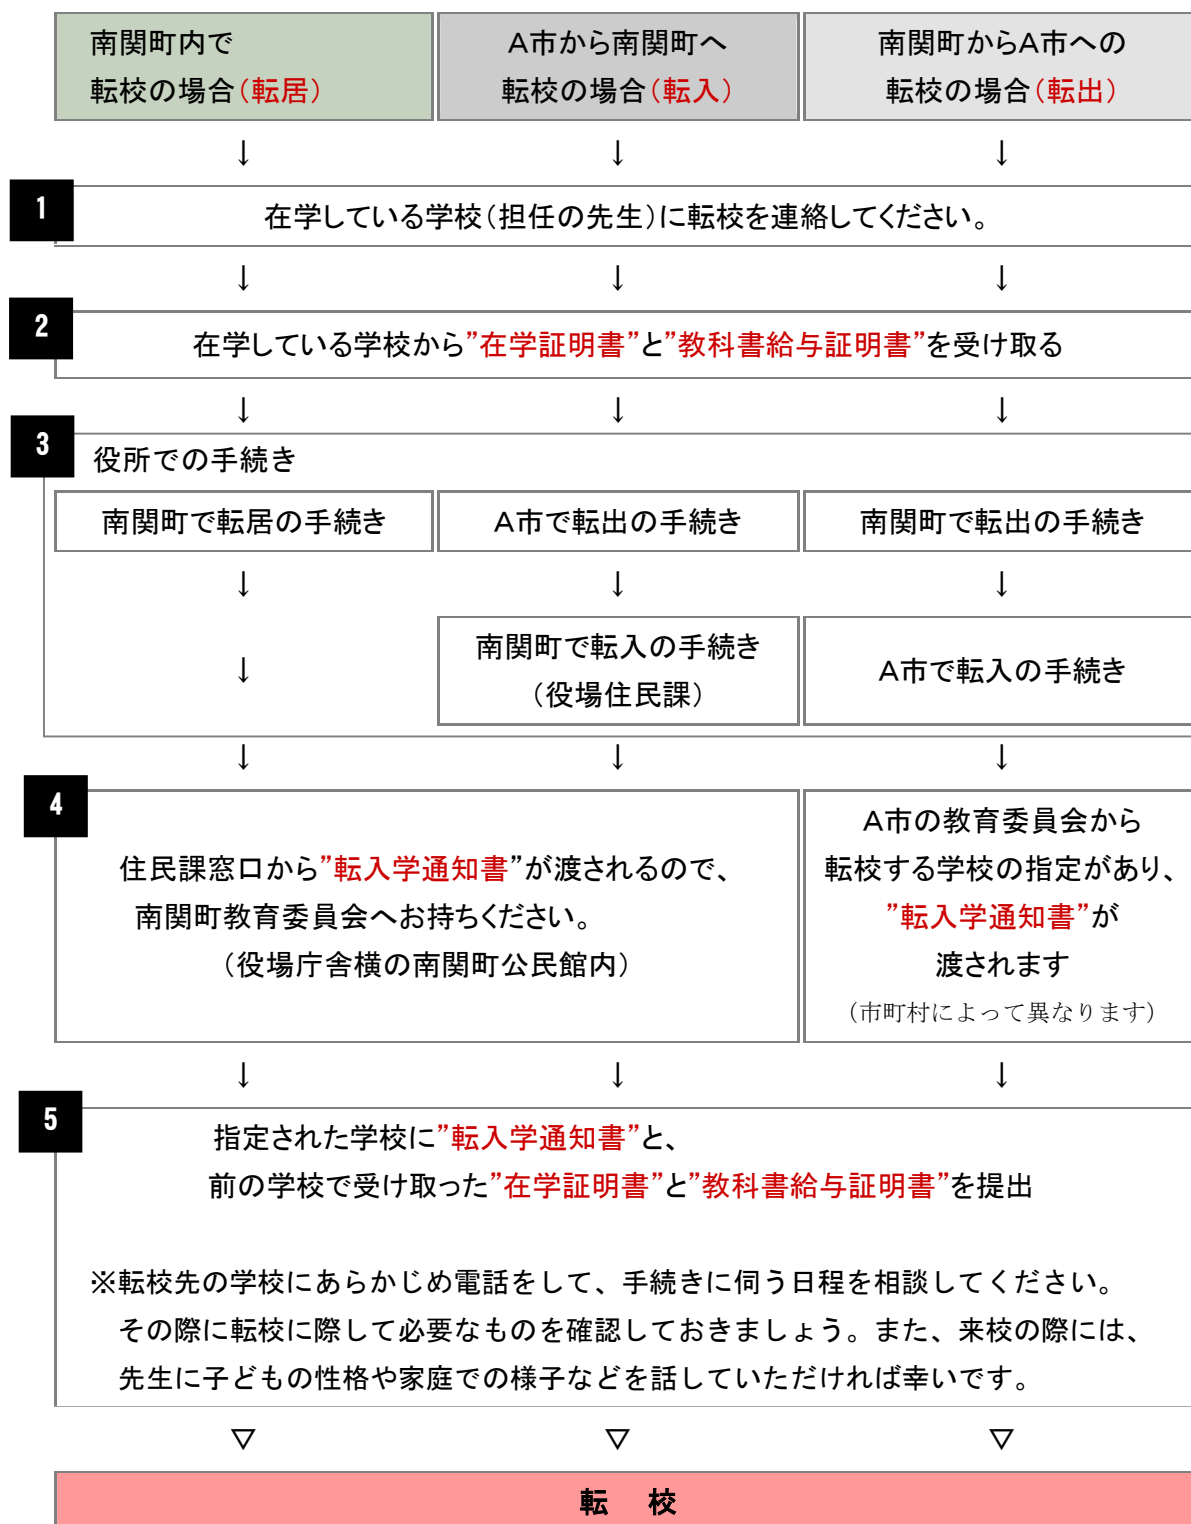 南関町内で
転校の場合（転居）
A市から南関町へ
転校の場合（転入）
南関町からA市への
転校の場合（転出）
↓ ↓ ↓
1
在学している学校（担任の先生）に転校を連絡してください。
↓ ↓ ↓
2
在学している学校から”在学証明書”と”教科書給与証明書”を受け取る
↓ ↓ ↓
3
役所での手続き
南関町で転居の手続き
A市で転出の手続き
南関町で転出の手続き
↓ ↓ ↓
↓
南関町で転入の手続き
（役場住民課）
A市で転入の手続き
↓ ↓ ↓
4
住民課窓口から”転入学通知書”が渡されるので、
南関町教育委員会へお持ちください。
（役場庁舎横の南関町公民館内）
A市の教育委員会から
転校する学校の指定があり、
”転入学通知書”が
渡されます
（市町村によって異なります）
↓ ↓ ↓
5
指定された学校に”転入学通知書”と、
前の学校で受け取った”在学証明書”と”教科書給与証明書”を提出
※転校先の学校にあらかじめ電話をして、手続きに伺う日程を相談してください。
その際に転校に際して必要なものを確認しておきましょう。また、来校の際には、
先生に子どもの性格や家庭での様子などを話していただければ幸いです。
▽ ▽ ▽
転 校